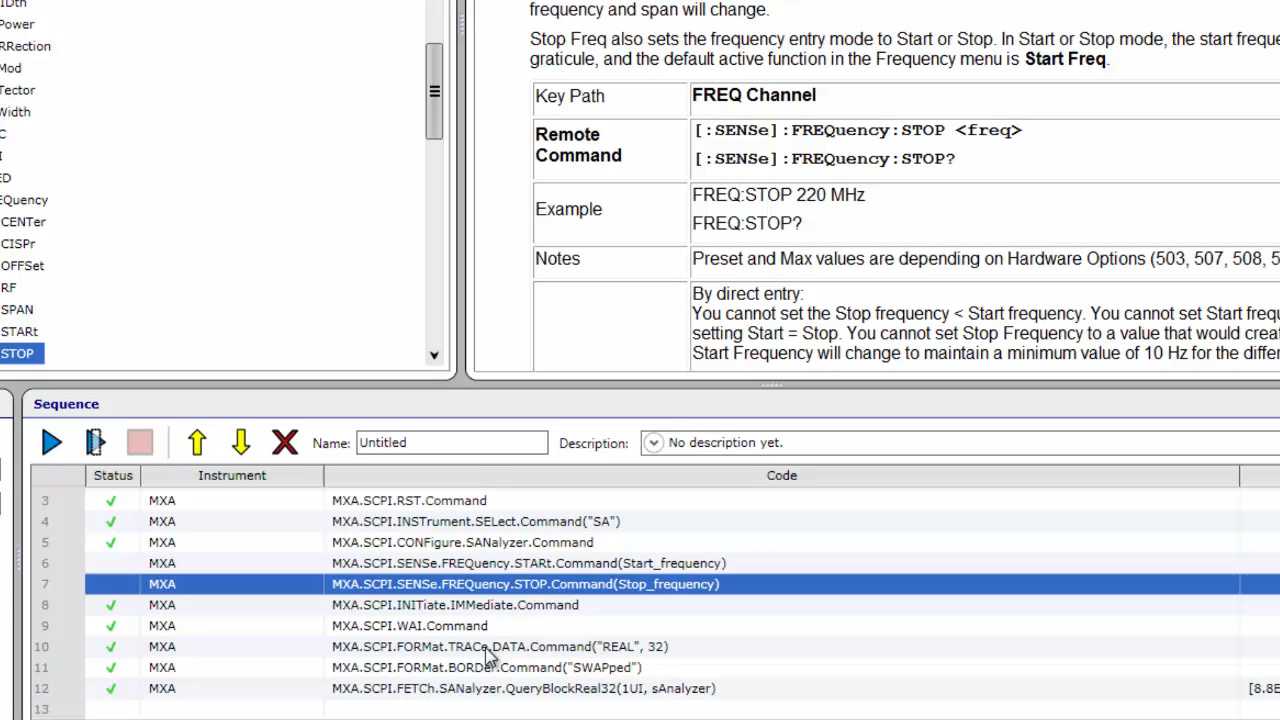 IDth
Power
RRection
Mod
Tector
Width
C
I
ED
EQuency
CENTer
CISPr
OFFSet
RF
SPAN
STARt
STOP
frequency and span will change.
Stop Freq also sets the frequency entry mode to Start or Stop. In Start or Stop mode, the start freque
graticule, and the default active function in the Frequency menu is Start Freq.
Key Path FREQ Channel
Remote Command [:SENSe]:FREQuency:STOP <freq>
[:SENSe]:FREQuency:STOP?
Example FREQ:STOP 220 MHz
FREQ:STOP?
Notes Preset and Max values are depending on Hardware Options (503, 507, 508, 5
By direct entry:
You cannot set the Stop frequency < Start frequency. You cannot set Start frequ
setting Start = Stop. You cannot set Stop Frequency to a value that would crea
Start Frequency will change to maintain a minimum value of 10 Hz for the differ
Sequence
Name: Untitled Description: No description yet.
Status Instrument Code
3 MXA MXA.SCPI.RST.Command
4 MXA MXA.SCPI.INSTrument.SELect.Command("SA")
5 MXA MXA.SCPI.CONFigure.SANalyzer.Command
6 MXA MXA.SCPI.SENSe.FREQuency.STARt.Command(Start_frequency)
7 MXA MXA.SCPI.SENSe.FREQuency.STOP.Command(Stop_frequency)
8 MXA MXA.SCPI.INITiate.IMMediate.Command
9 MXA MXA.SCPI.WAI.Command
10 MXA MXA.SCPI.FORMat.TRACe.DATA.Command("REAL", 32)
11 MXA MXA.SCPI.FORMat.BORDer.Command("SWAPped")
12 MXA MXA.SCPI.FETCh.SANalyzer.QueryBlockReal32(1UI, sAnalyzer) [8.8E
13